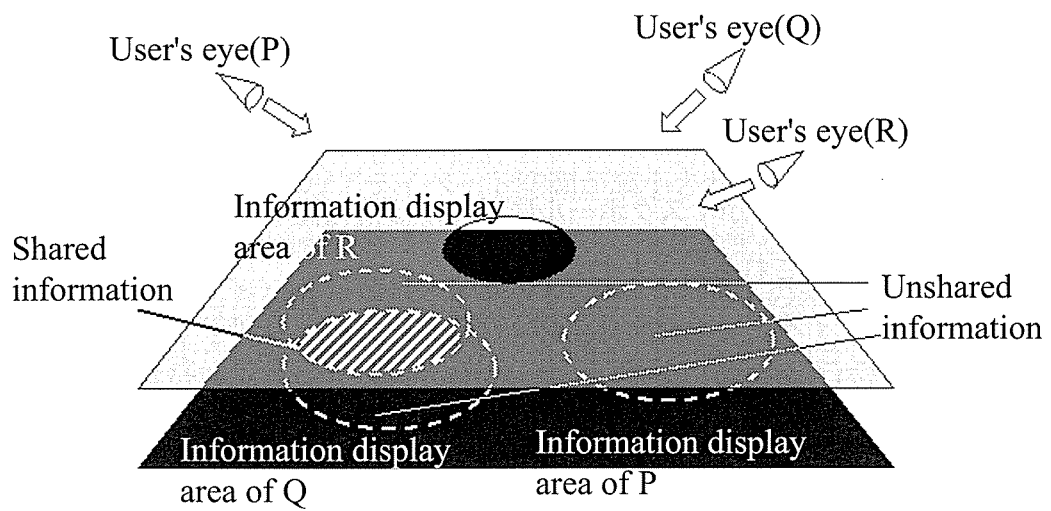 User's eye(P)
User's eye(Q)
User's eye(R)
Information display
area of R
Shared
information
Unshared
information
Information display
area of Q
Information display
area of P